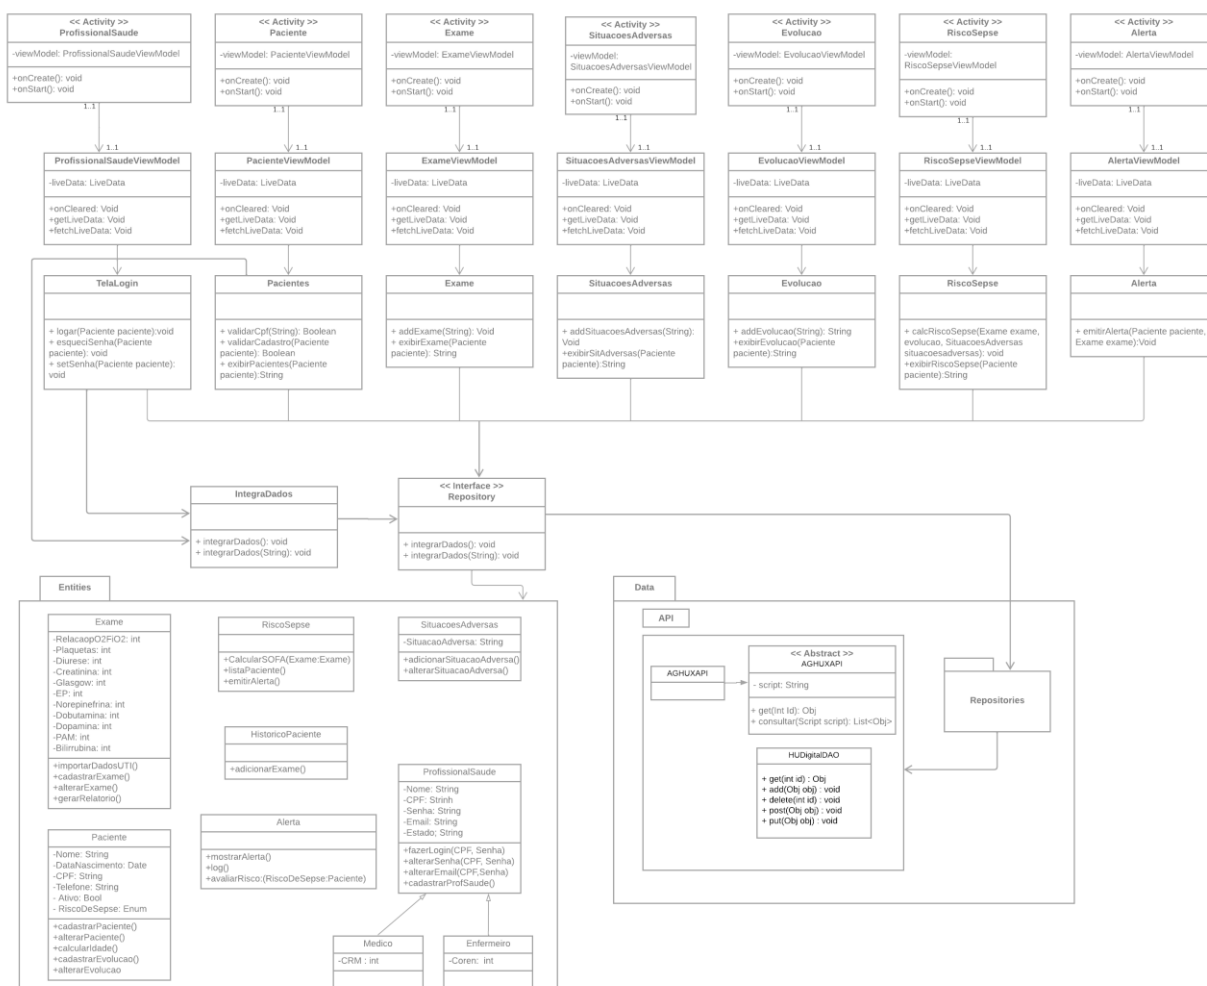 << Activity >>
ProfissionalSaude
-viewModel: ProfissionalSaudeViewModel
+onCreate(): void
+onStart(): void
1..1
1..1
<< Activity >>
Paciente
-viewModel: PacienteViewModel
+onCreate(): void
+onStart(): void
1..1
1..1
<< Activity >>
Exame
-viewModel: ExameViewModel
+onCreate(): void
+onStart(): void
1..1
1..1
<< Activity >>
SituacoesAdversas
-viewModel:
SituacoesAdversasViewModel
+onCreate(): void
+onStart(): void
1..1
1..1
<< Activity >>
Evolucao
-viewModel: EvolucaoViewModel
+onCreate(): void
+onStart(): void
1..1
1..1
<< Activity >>
RiscoSepse
-viewModel:
RiscoSepseViewModel
+onCreate(): void
+onStart(): void
1..1
1..1
<< Activity >>
Alerta
-viewModel: AlertaViewModel
+onCreate(): void
+onStart(): void
1..1
1..1
ProfissionalSaudeViewModel
-liveData: LiveData
+onCleared: Void
+getLiveData: Void
+fetchLiveData: Void
PacienteViewModel
-liveData: LiveData
+onCleared: Void
+getLiveData: Void
+fetchLiveData: Void
ExameViewModel
-liveData: LiveData
+onCleared: Void
+getLiveData: Void
+fetchLiveData: Void
SituacoesAdversasViewModel
-liveData: LiveData
+onCleared: Void
+getLiveData: Void
+fetchLiveData: Void
EvolucaoViewModel
-liveData: LiveData
+onCleared: Void
+getLiveData: Void
+fetchLiveData: Void
RiscoSepseViewModel
-liveData: LiveData
+onCleared: Void
+getLiveData: Void
+fetchLiveData: Void
AlertaViewModel
-liveData: LiveData
+onCleared: Void
+getLiveData: Void
+fetchLiveData: Void
TelaLogin
+ logar(Paciente paciente):void
+ esqueciSenha(Paciente
paciente): void
+ setSenha(Paciente paciente):
void
Pacientes
+ validarCpf(String): Boolean
+ validarCadastro(Paciente
paciente): Boolean
+ exibirPacientes(Paciente
paciente):String
Exame
+ addExame(String): Void
+ exibirExame(Paciente
paciente): String
SituacoesAdversas
+ addSituacoesAdversas(String):
Void
+exibirSitAdversas(Paciente
paciente):String
Evolucao
+ addEvolucao(String): String
+exibirEvolucao(Paciente
paciente):String
RiscoSepse
+ calcRiscoSepse(Exame exame,
evolucao, SituacoesAdversas
situacoesadversas): void
+exibirRiscoSepse(Paciente
paciente):String
Alerta
+ emitirAlerta(Paciente paciente,
Exame exame):Void
IntegraDados
+ integrarDados(): void
+ integrarDados(String): void
<< Interface >>
Repository
+ integrarDados(): void
+ integrarDados(String): void
Entities
Exame
-RelacaopO2FiO2: int
-Plaquetas: int
-Diurese: int
-Creatinina: int
-Glasgow: int
-EP: int
-Norepinefrina: int
-Dobutamina: int
-Dopamina: int
-PAM: int
-Bilirrubina: int
+importarDadosUTI()
+cadastrarExame()
+alterarExame()
+gerarRelatorio()
RiscoSepse
+CalcularSOFA(Exame:Exame)
+listaPaciente()
+emitirAlerta()
SituacoesAdversas
-SituacaoAdversa: String
+adicionarSituacaoAdversa()
+alterarSituacaoAdversa()
HistoricoPaciente
+adicionarExame()
ProfissionalSaude
-Nome: String
-CPF: Strinh
-Senha: String
-Email: String
-Estado; String
+fazerLogin(CPF, Senha)
+alterarSenha(CPF, Senha)
+alterarEmail(CPF,Senha)
+cadastrarProfSaude()
Paciente
-Nome: String
-DataNascimento: Date
-CPF: String
-Telefone: String
- Ativo: Bool
- RiscoDeSepse: Enum
+cadastrarPaciente()
+alterarPaciente()
+calcularIdade()
+cadastrarEvolucao()
+alterarEvolucao
Alerta
+mostrarAlerta()
+log()
+avaliarRisco:(RiscoDeSepse:Paciente)
Medico
-CRM : int
Enfermeiro
-Coren: int
Data
API
AGHUXAPI
<< Abstract >>
AGHUXAPI
- script: String
+ get(Int Id): Obj
+ consultar(Script script): List<Obj>
HUDigitalDAO
+ get(int id) : Obj
+ add(Obj obj) : void
+ delete(int id) : void
+ post(Obj obj) : void
+ put(Obj obj) : void
Repositories